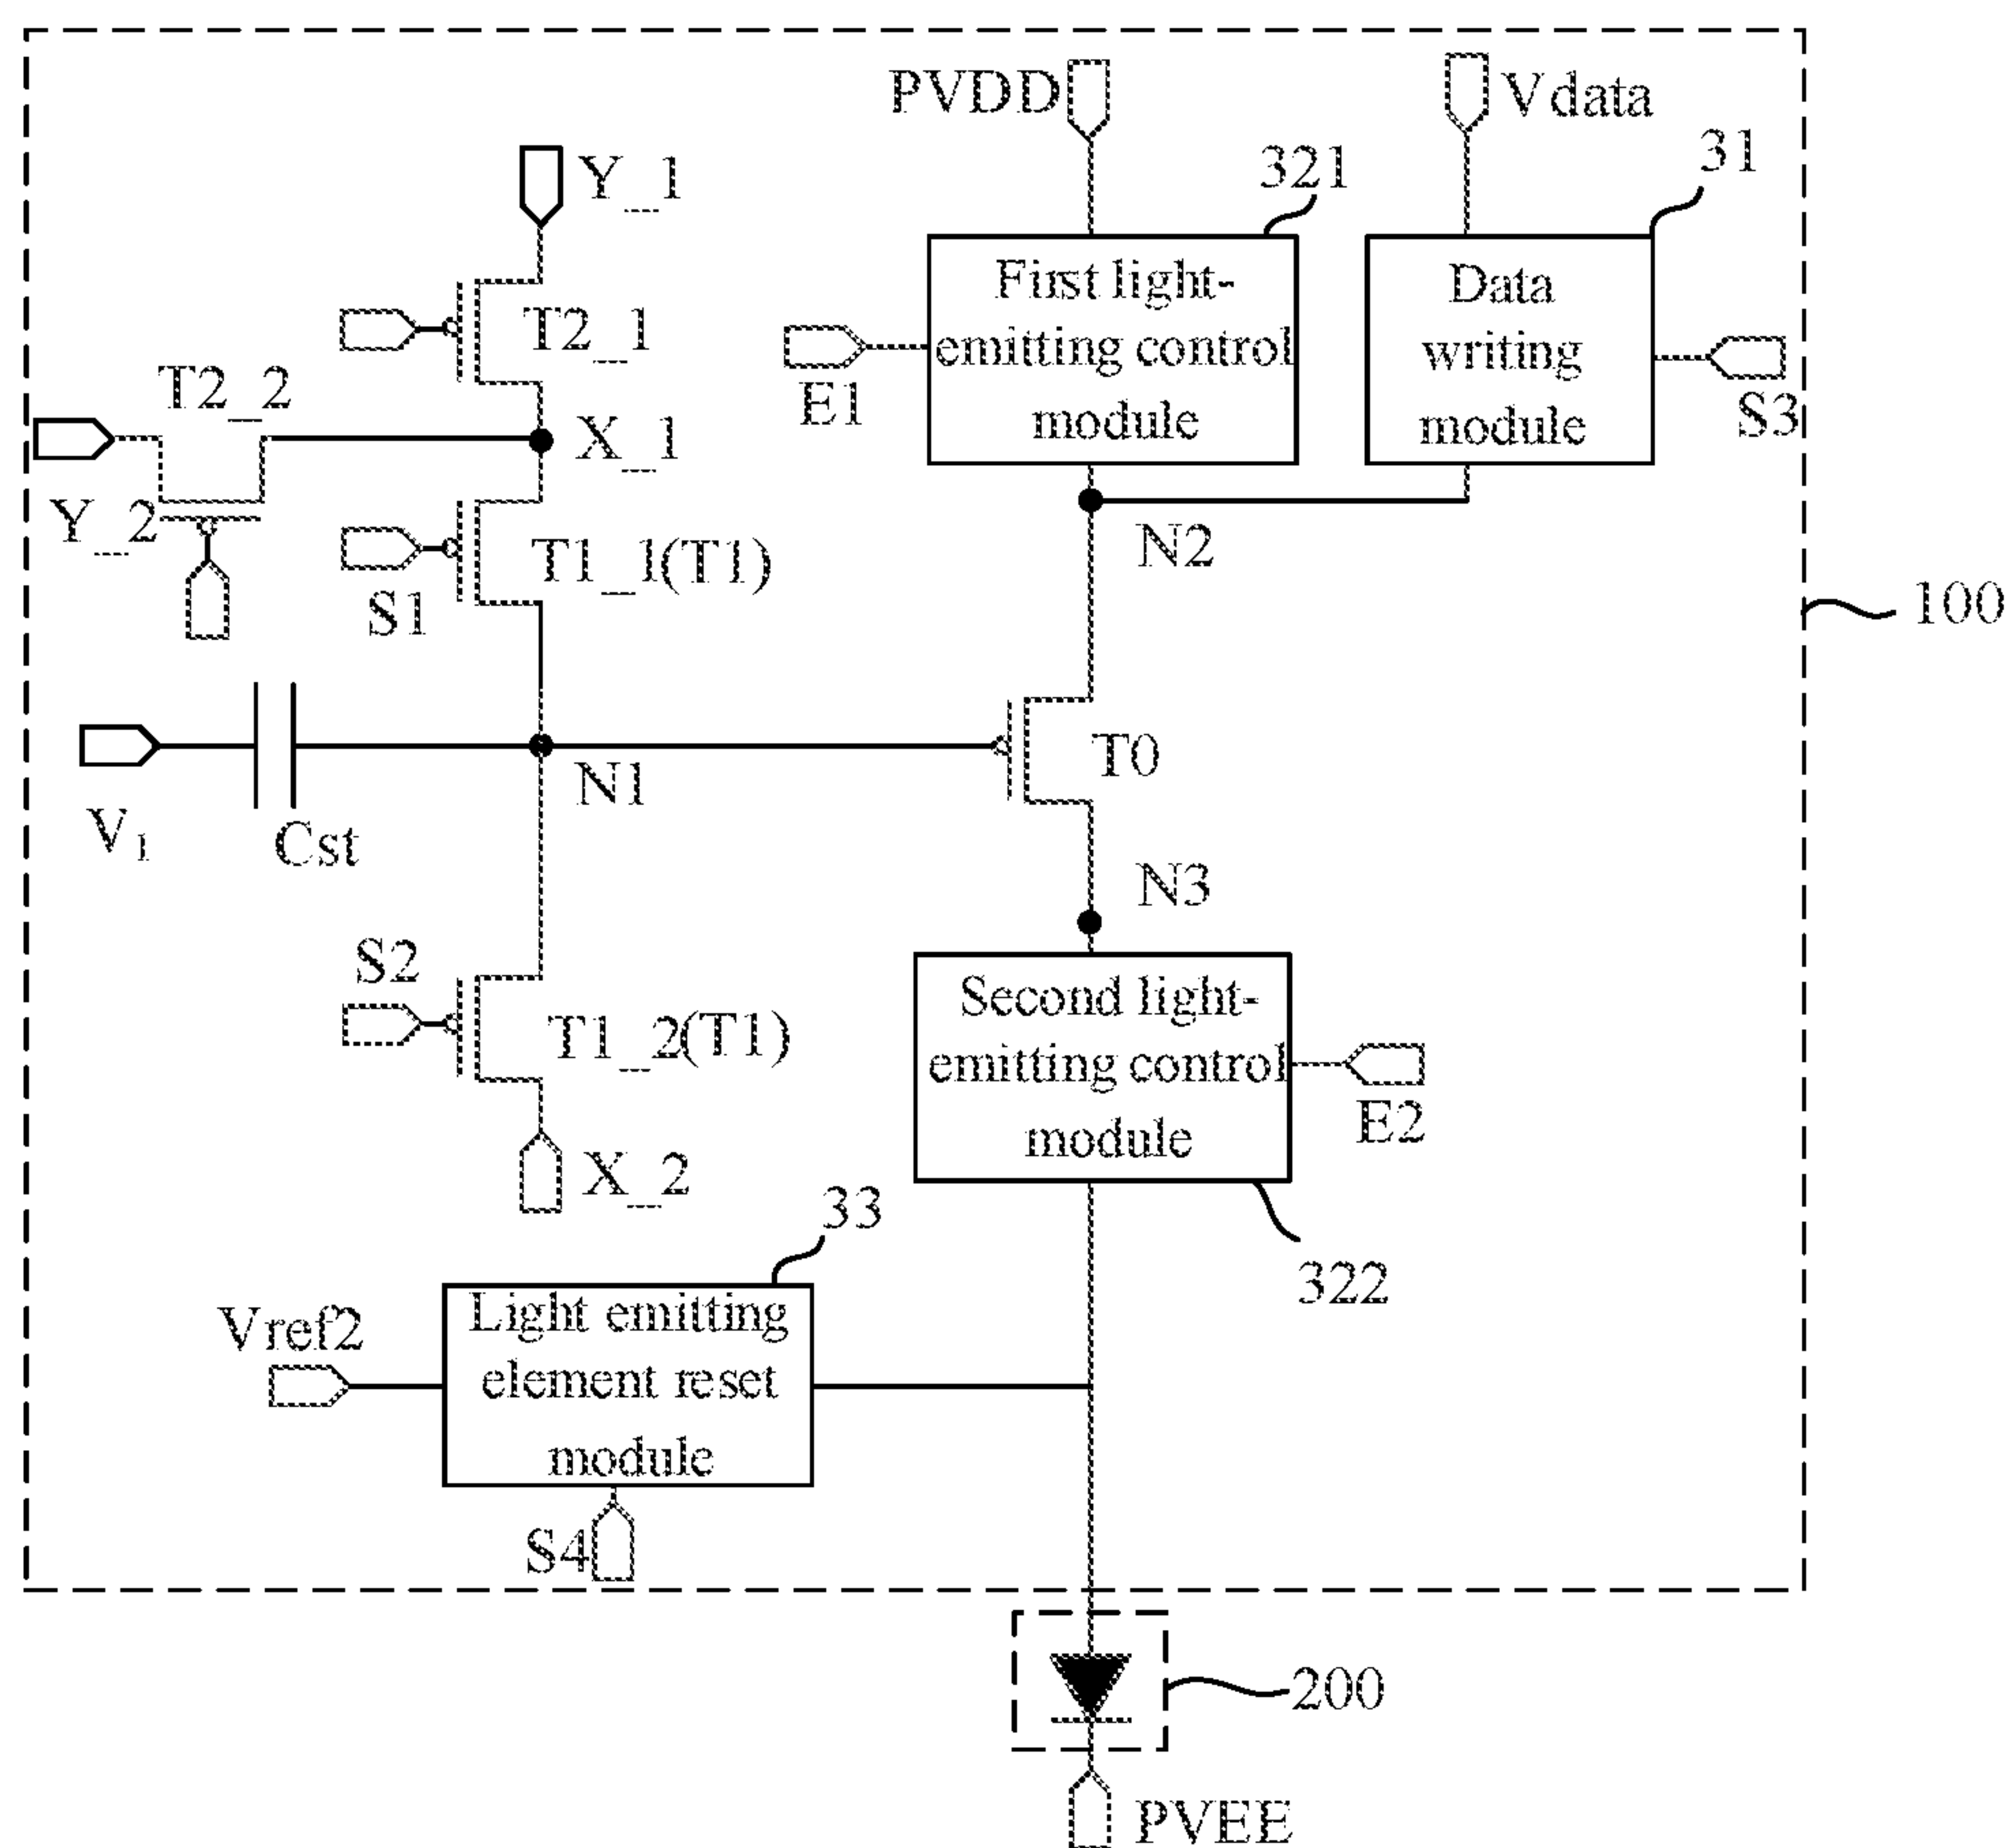 PVDD
Vdata
31
321
Y_1
First light-
emitting control
module
Data
writing
module
T2_1
E1
S3
T2_2
X_1
Y_2
N2
T1_1(T1)
S1
100
T0
N1
V1
Cst
N3
S2
Second light-
emitting control
module
T1_2(T1)
E2
X_2
33
322
Light emitting
element reset
module
Vref2
S4
200
PVEE